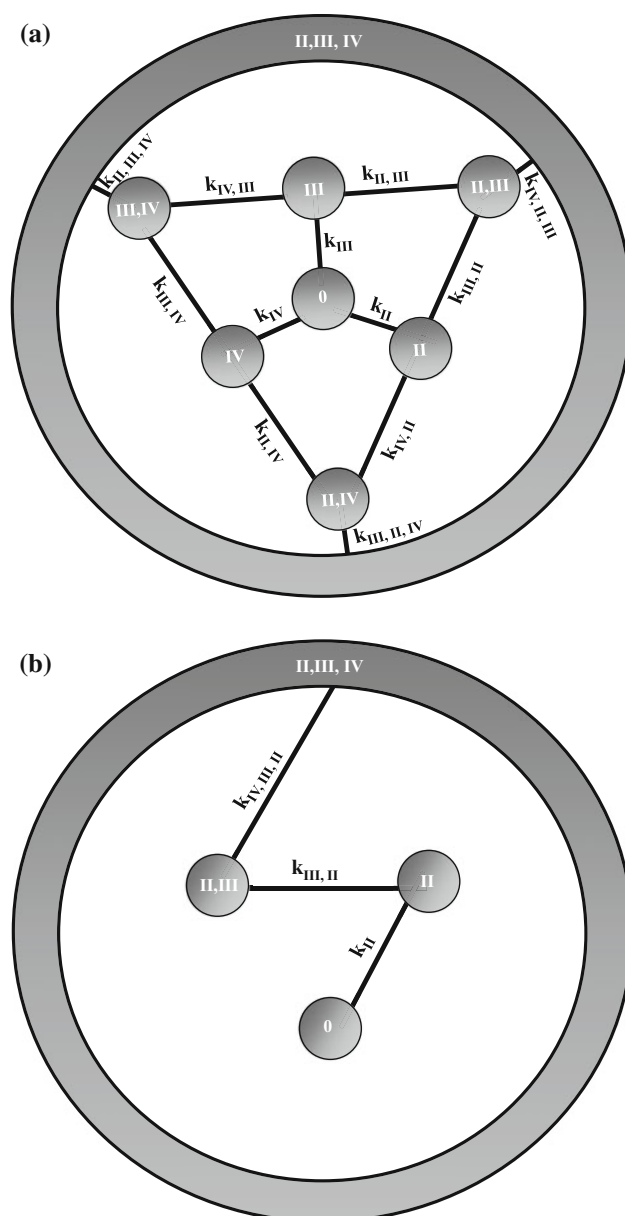 (a)
II,III, IV
k_II, III, IV
III,IV
k_IV, III
III
k_II, III
II,III
k_IV, II, III
k_III
k_III, IV
k_IV
0
k_II
k_III, II
IV
II
k_II, IV
k_IV, II
II,IV
k_III, II, IV
(b)
II,III, IV
k_IV, III, II
II,III
k_III, II
II
k_II
0